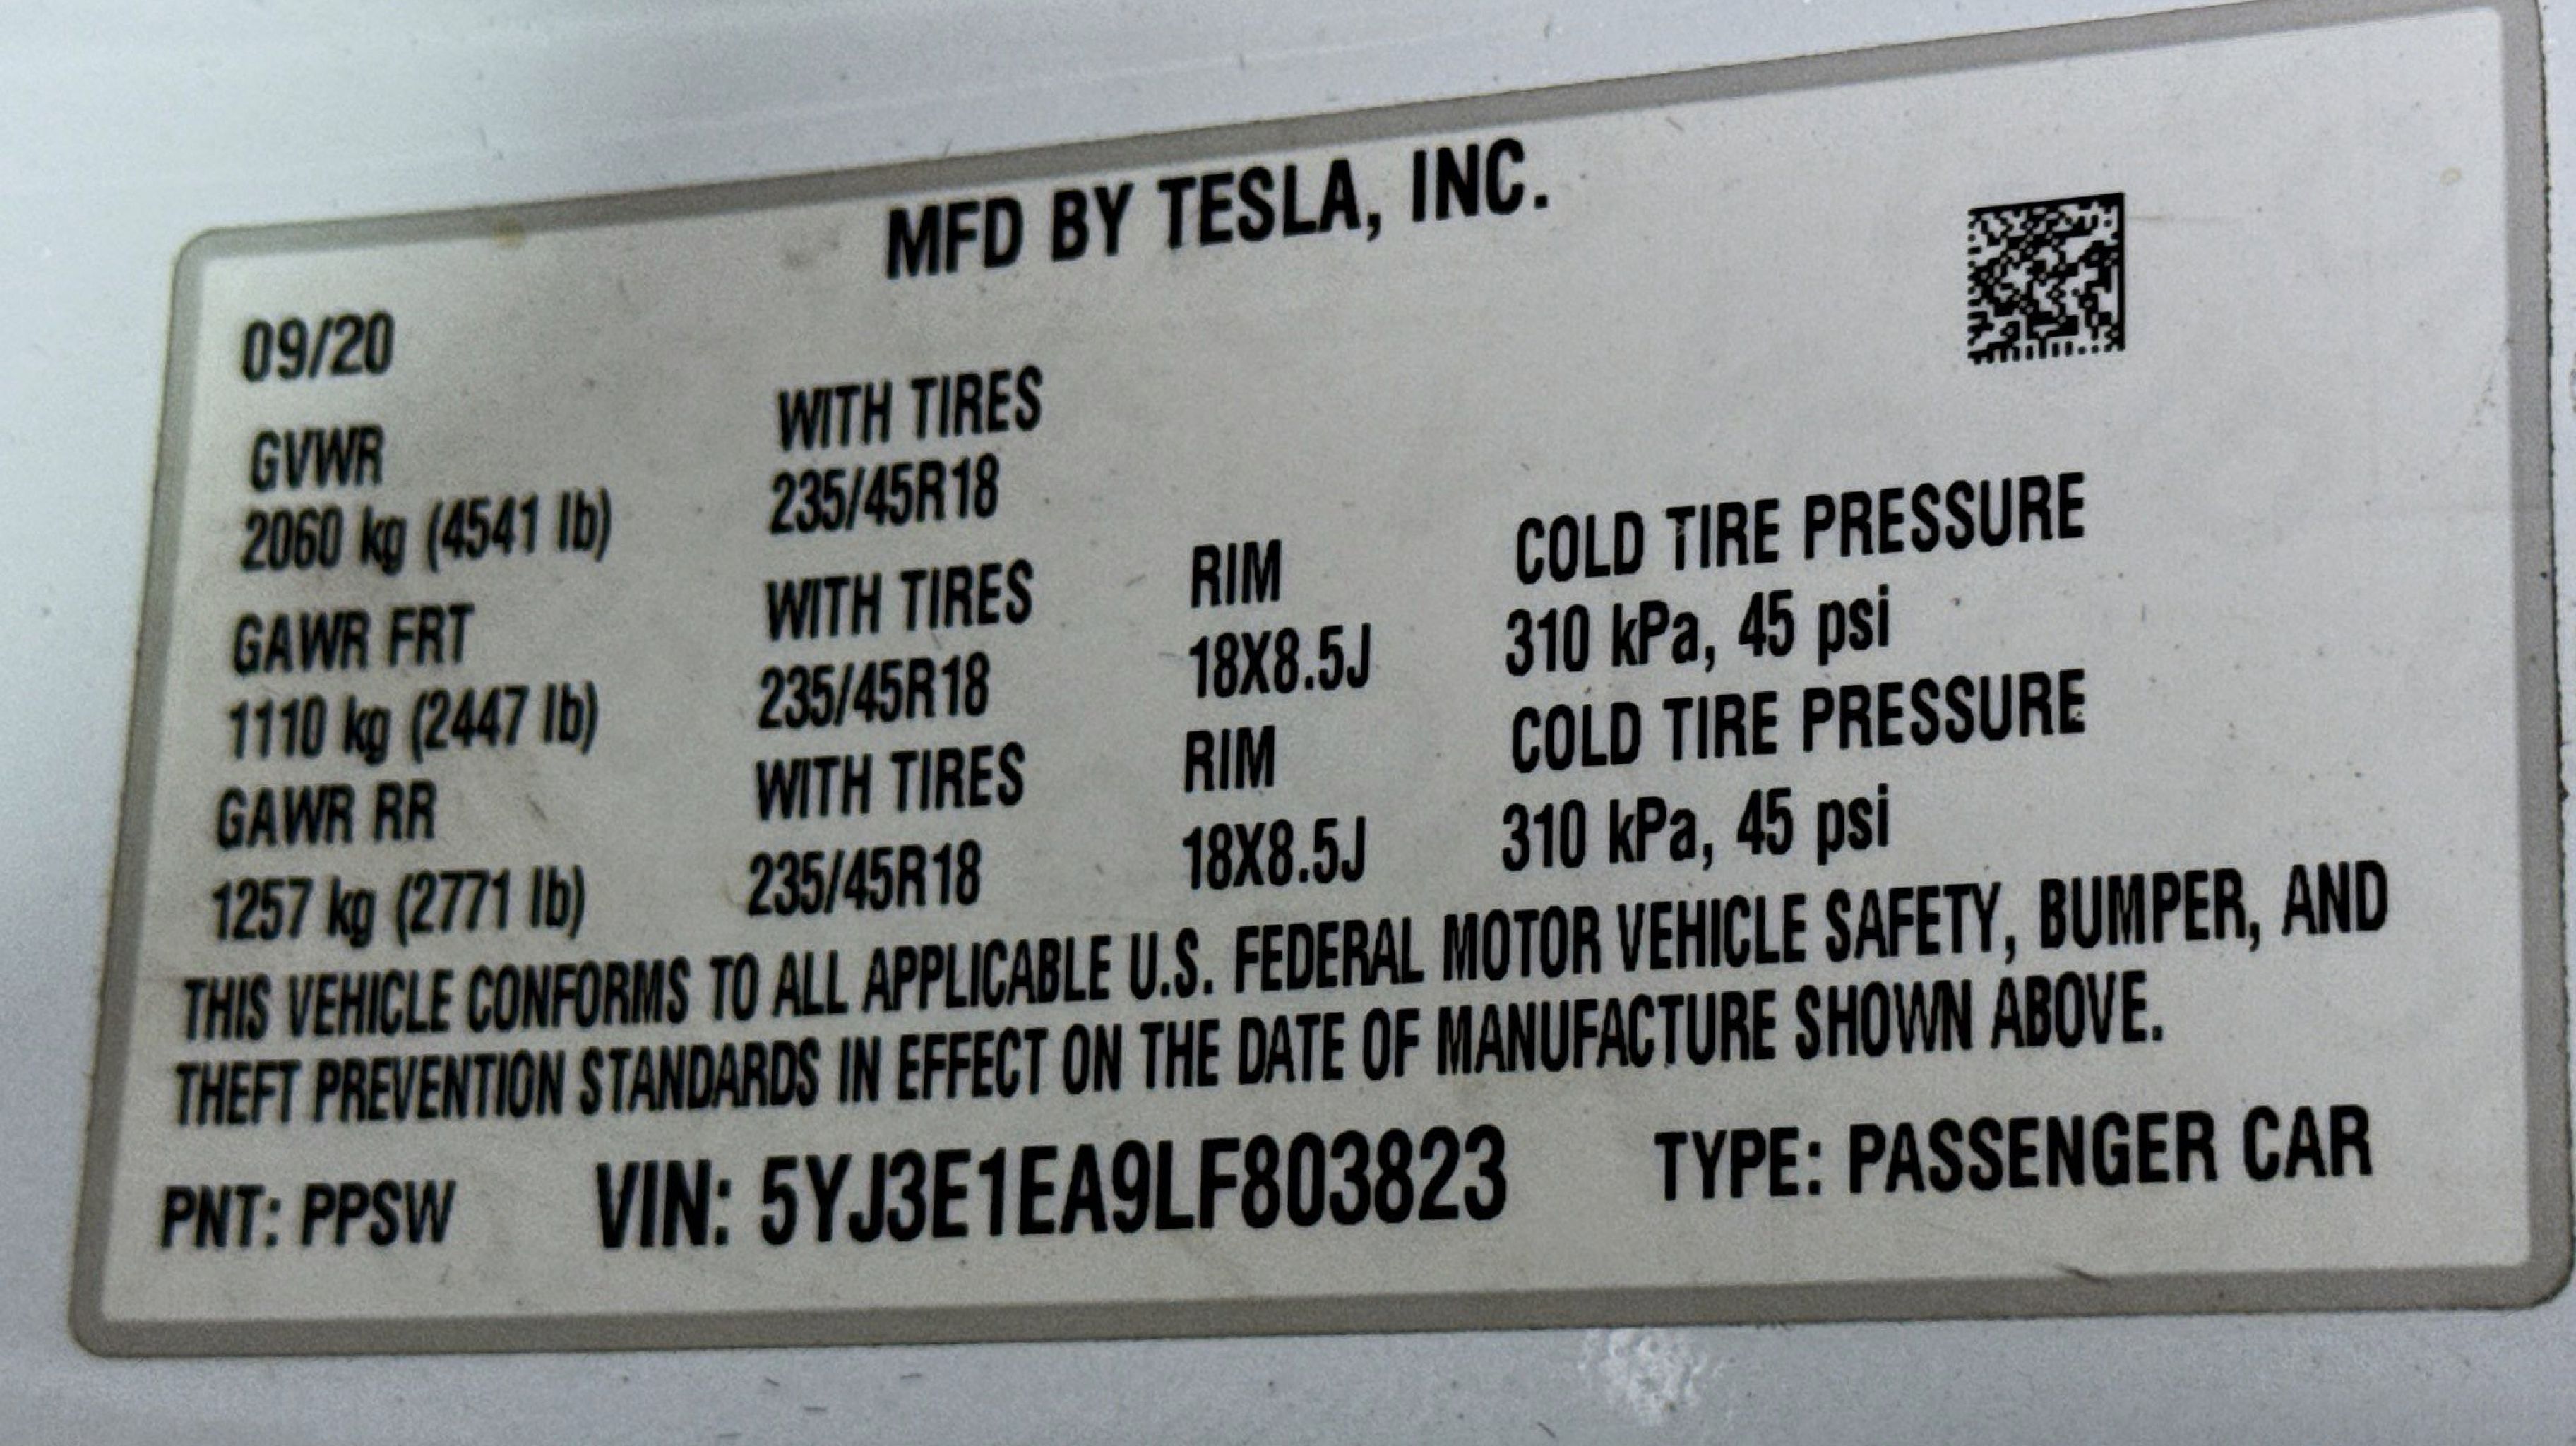 MFD BY TESLA, INC.
09/20
GVWR WITH TIRES
2060 kg (4541 lb) 235/45R18
GAWR FRT WITH TIRES RIM COLD TIRE PRESSURE
1110 kg (2447 lb) 235/45R18 18X8.5J 310 kPa, 45 psi
GAWR RR WITH TIRES RIM COLD TIRE PRESSURE
1257 kg (2771 lb) 235/45R18 18X8.5J 310 kPa, 45 psi
THIS VEHICLE CONFORMS TO ALL APPLICABLE U.S. FEDERAL MOTOR VEHICLE SAFETY, BUMPER, AND
THEFT PREVENTION STANDARDS IN EFFECT ON THE DATE OF MANUFACTURE SHOWN ABOVE.
PNT: PPSW VIN: 5YJ3E1EA9LF803823 TYPE: PASSENGER CAR